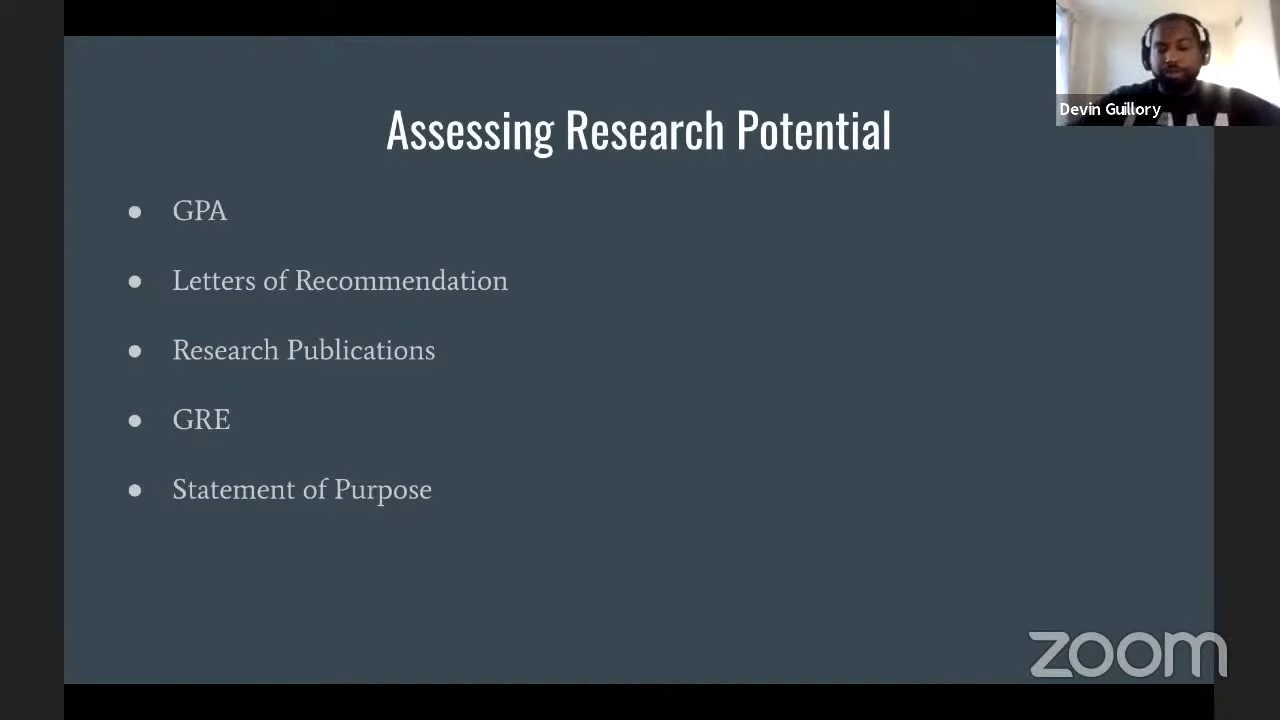 Assessing Research Potential
Devin Guillory
GPA
Letters of Recommendation
Research Publications
GRE
Statement of Purpose
zoom